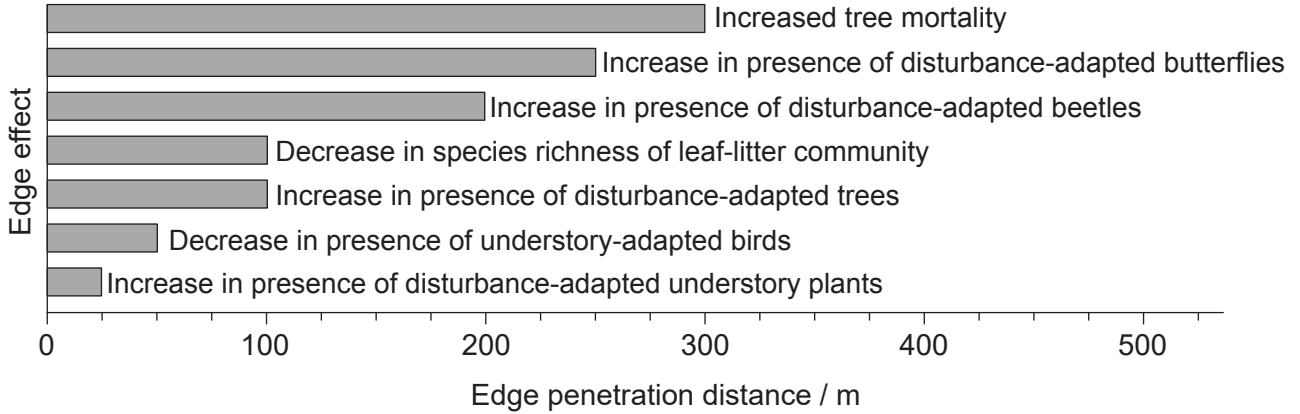 Increased tree mortality
Increase in presence of disturbance-adapted butterflies
Increase in presence of disturbance-adapted beetles
Decrease in species richness of leaf-litter community
Increase in presence of disturbance-adapted trees
Decrease in presence of understory-adapted birds
Increase in presence of disturbance-adapted understory plants
Edge effect
0 100 200 300 400 500
Edge penetration distance / m